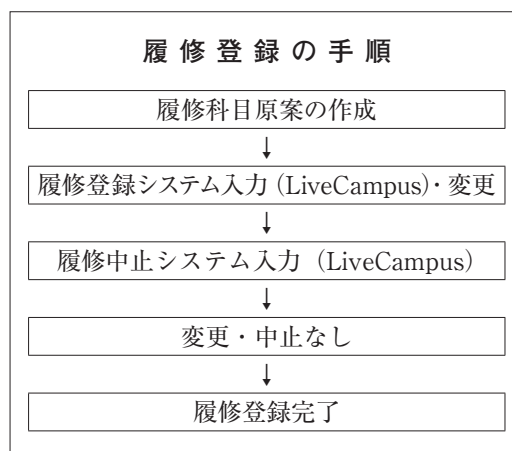 履修登録の手順
履修科目原案の作成
↓
履修登録システム入力(LiveCampus)・変更
↓
履修中止システム入力(LiveCampus)
↓
変更・中止なし
↓
履修登録完了